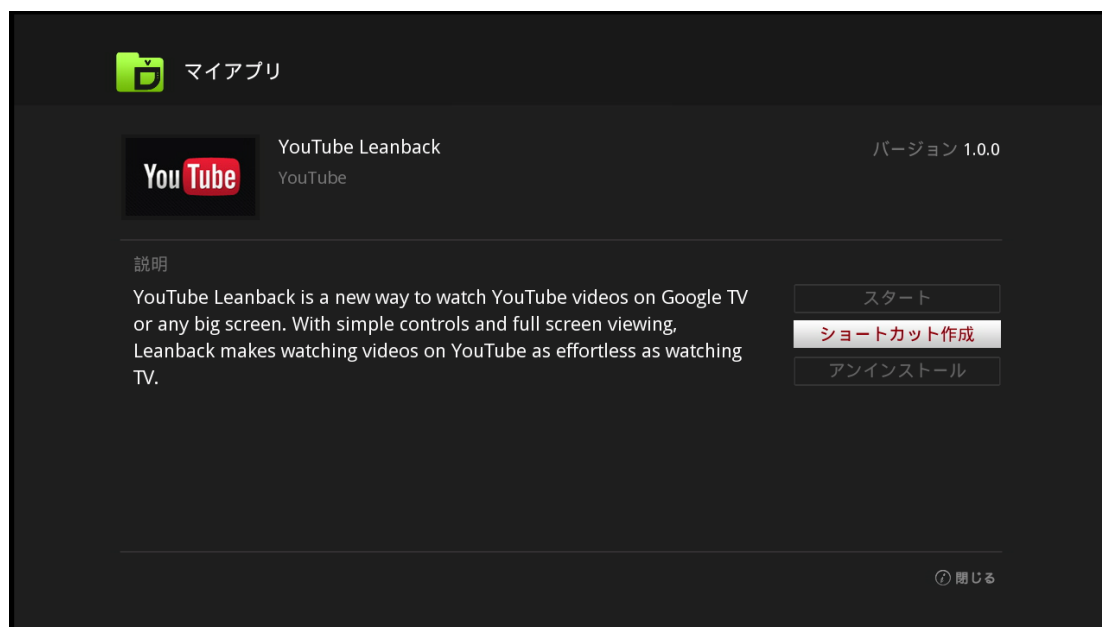 マイアプリ
YouTube
YouTube Leanback
YouTube
バージョン 1.0.0
説明
YouTube Leanback is a new way to watch YouTube videos on Google TV
or any big screen. With simple controls and full screen viewing,
Leanback makes watching videos on YouTube as effortless as watching
TV.
スタート
ショートカット作成
アンインストール
閉じる